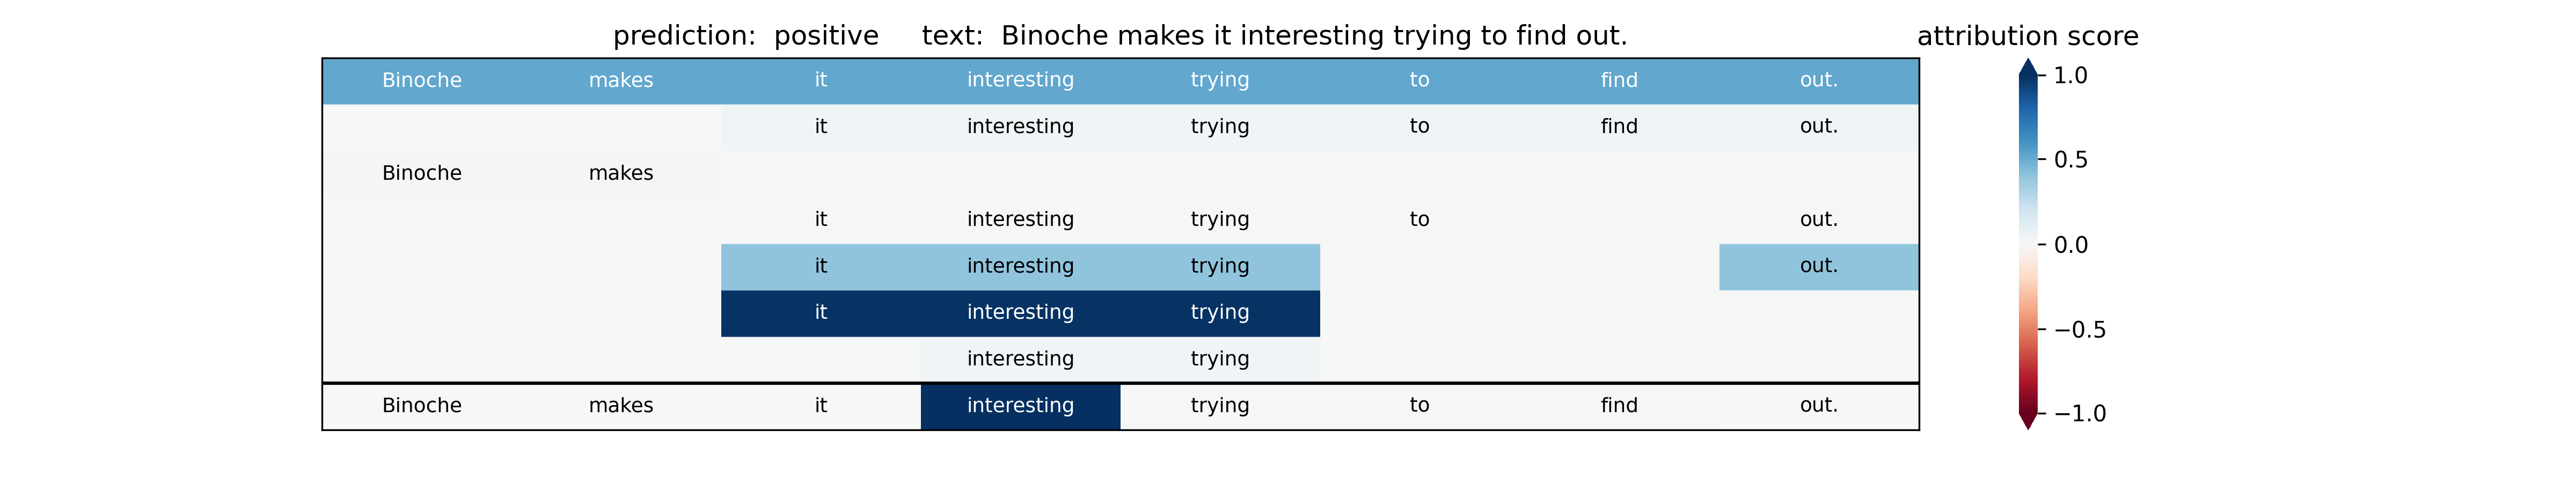 prediction: positive text: Binoche makes it interesting trying to find out. attribution score
Binoche makes it interesting trying to find out.
it interesting trying to find out.
Binoche makes
it interesting trying to out.
it interesting trying out.
it interesting trying
interesting trying
Binoche makes it interesting trying to find out.
1.0
0.5
0.0
−0.5
−1.0